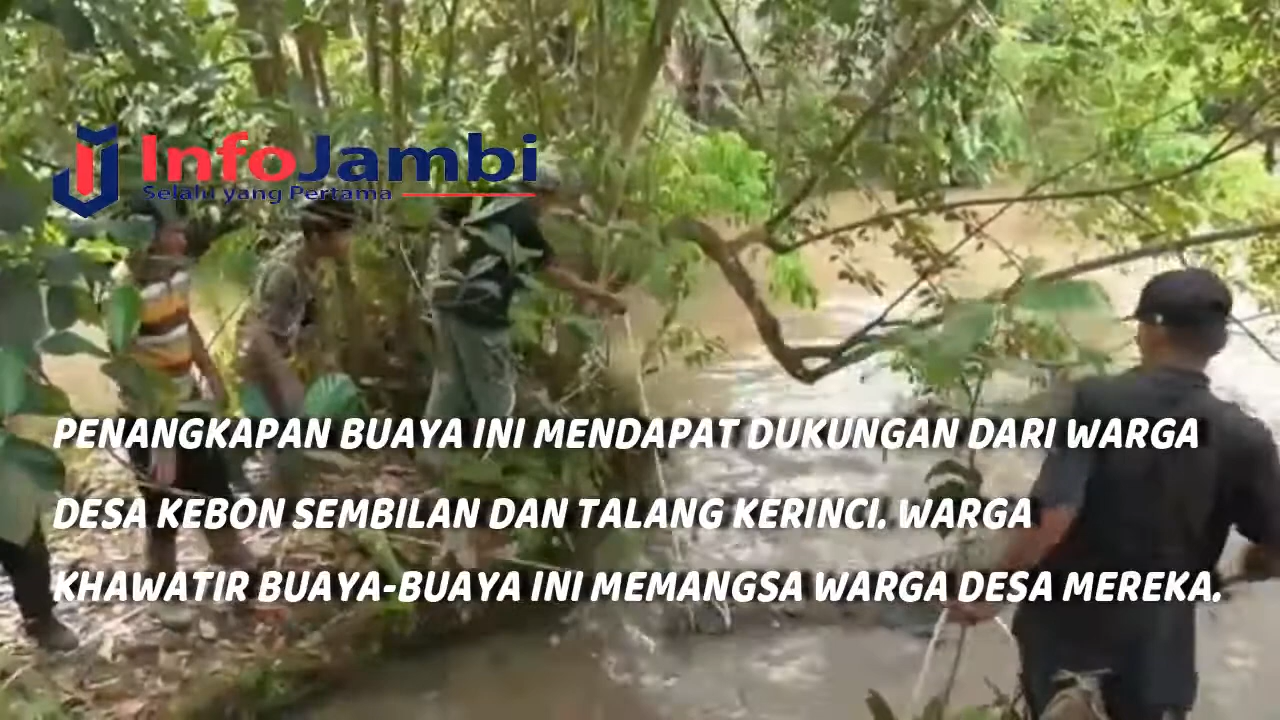 InfoJambi
Selalu yang Pertama
PENANGKAPAN BUAYA INI MENDAPAT DUKUNGAN DARI WARGA
DESA KEBON SEMBILAN DAN TALANG KERINCI. WARGA
KHAWATIR BUAYA-BUAYA INI MEMANGSA WARGA DESA MEREKA.